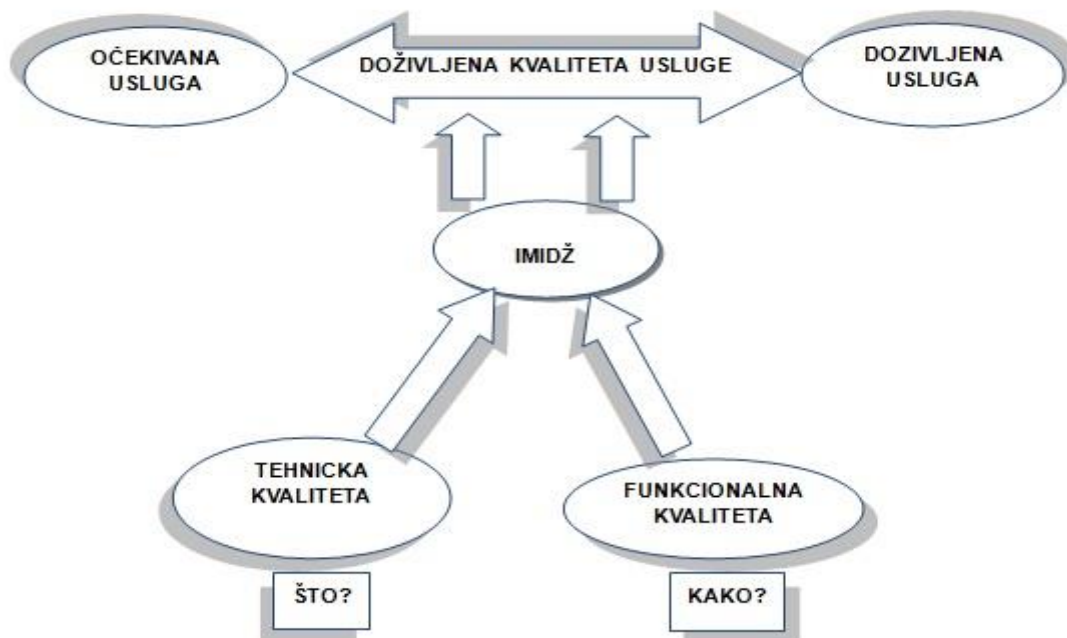 OČEKIVANA
USLUGA
DOŽIVLJENA KVALITETA USLUGE
DOZIVLJENA
USLUGA
IMIDŽ
TEHNICKA
KVALITETA
FUNKCIONALNA
KVALITETA
ŠTO?
KAKO?